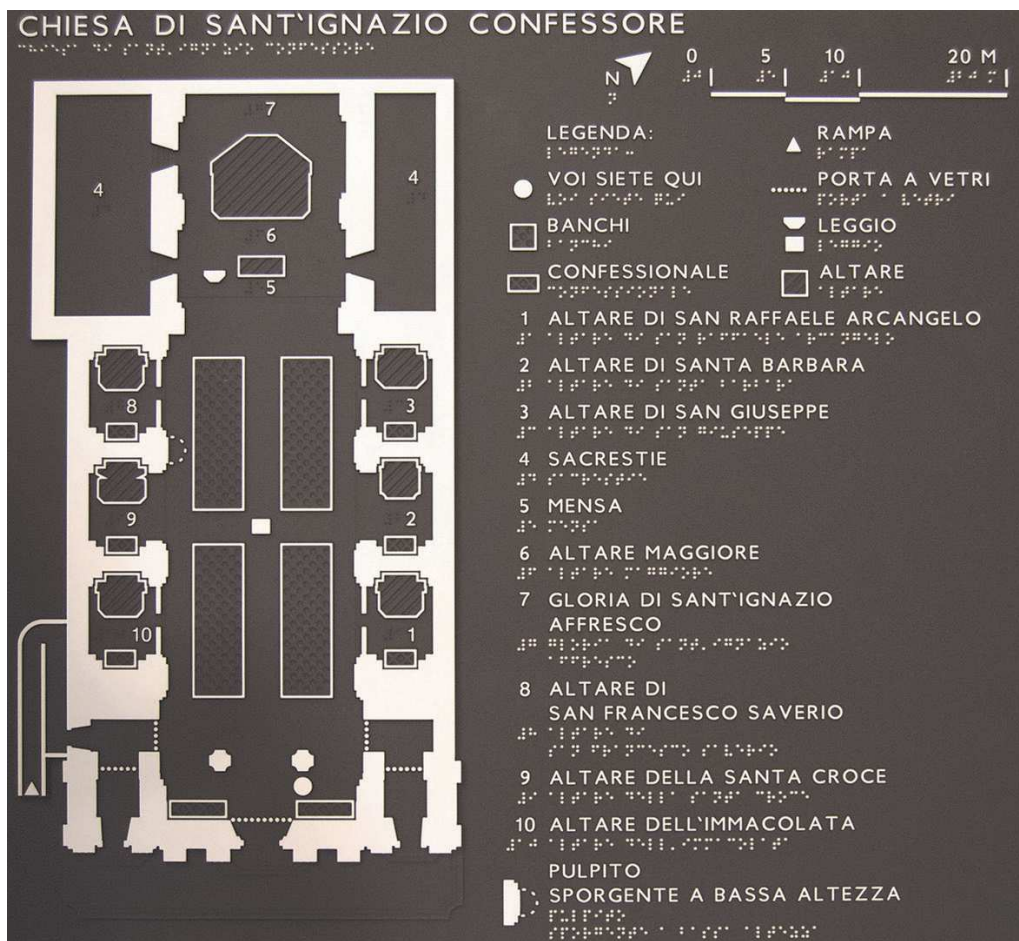 CHIESA DI SANT'IGNAZIO CONFESSORE
⠉⠓⠊⠑⠎⠁ ⠙⠊ ⠎⠁⠝⠞⠄⠊⠛⠝⠁⠵⠊⠕ ⠉⠕⠝⠋⠑⠎⠎⠕⠗⠑
N
0 5 10 20 M
LEGENDA:
RAMPA
VOI SIETE QUI
PORTA A VETRI
BANCHI
LEGGIO
CONFESSIONALE
ALTARE
1 ALTARE DI SAN RAFFAELE ARCANGELO
2 ALTARE DI SANTA BARBARA
3 ALTARE DI SAN GIUSEPPE
4 SACRESTIE
5 MENSA
6 ALTARE MAGGIORE
7 GLORIA DI SANT'IGNAZIO
AFFRESCO
8 ALTARE DI
SAN FRANCESCO SAVERIO
9 ALTARE DELLA SANTA CROCE
10 ALTARE DELL'IMMACOLATA
PULPITO
SPORGENTE A BASSA ALTEZZA
7
4
4
6
5
8
3
9
2
10
1